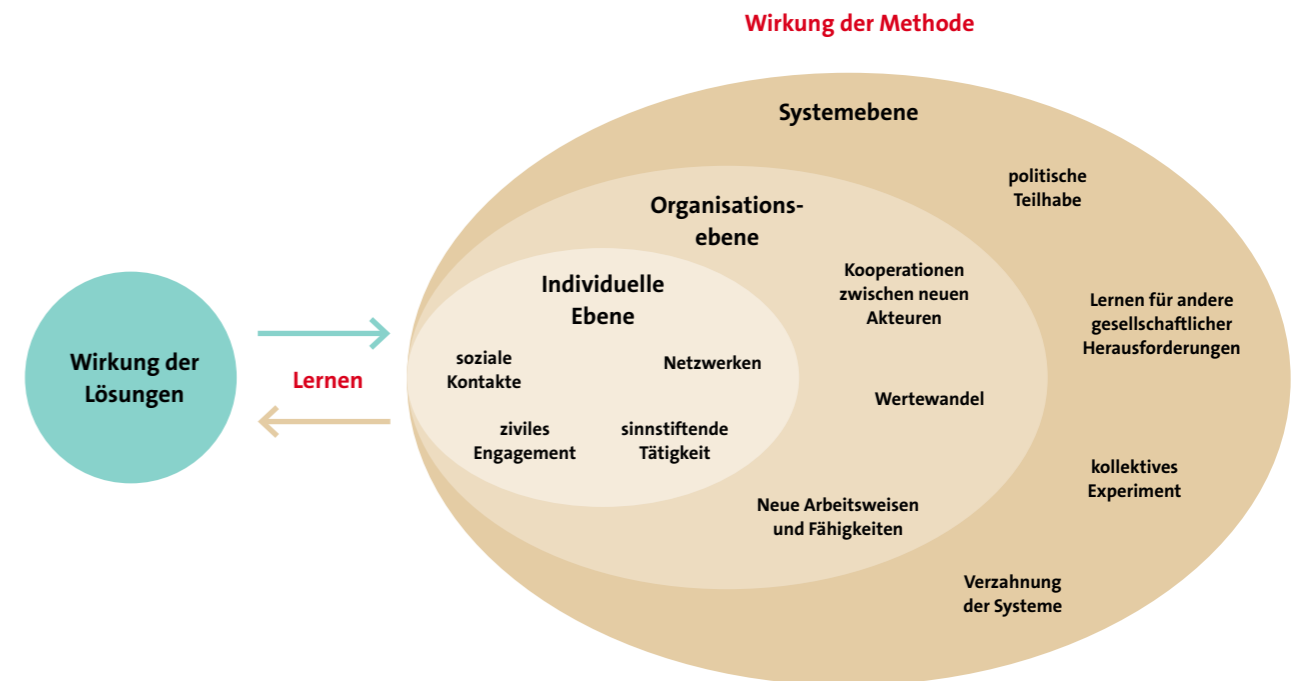 Wirkung der Methode
Systemebene
politische
Teilhabe
Organisations-
ebene
Kooperationen
zwischen neuen
Akteuren
Lernen für andere
gesellschaftlicher
Herausforderungen
Individuelle
Ebene
soziale
Kontakte
Netzwerken
Wirkung der
Lösungen
Lernen
Wertewandel
ziviles
Engagement
sinnstiftende
Tätigkeit
kollektives
Experiment
Neue Arbeitsweisen
und Fähigkeiten
Verzahnung
der Systeme